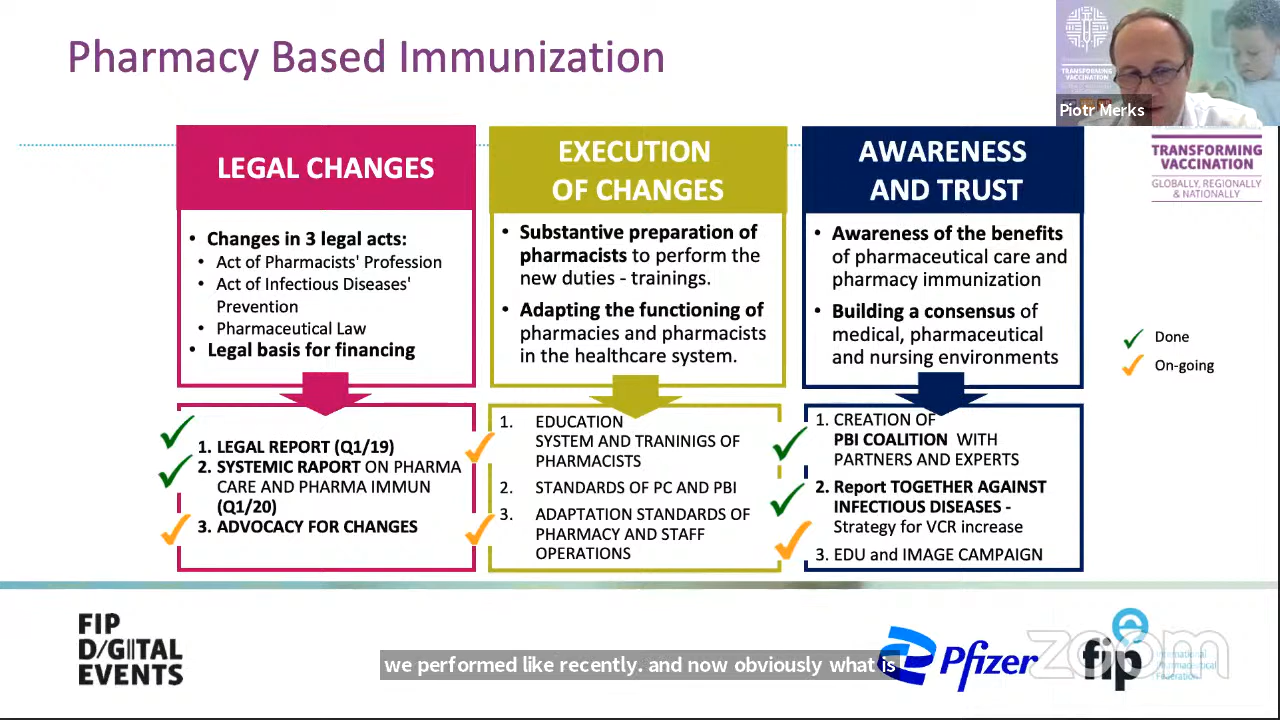 Pharmacy Based Immunization
TRANSFORMING
VACCINATION
Piotr Merks
TRANSFORMING
VACCINATION
GLOBALLY, REGIONALLY
& NATIONALLY
LEGAL CHANGES
• Changes in 3 legal acts:
• Act of Pharmacists' Profession
• Act of Infectious Diseases'
Prevention
• Pharmaceutical Law
• Legal basis for financing
1. LEGAL REPORT (Q1/19)
2. SYSTEMIC RAPORT ON PHARMA
CARE AND PHARMA IMMUN
(Q1/20)
3. ADVOCACY FOR CHANGES
EXECUTION
OF CHANGES
• Substantive preparation of
pharmacists to perform the
new duties - trainings.
• Adapting the functioning of
pharmacies and pharmacists
in the healthcare system.
1. EDUCATION
SYSTEM AND TRANINGS OF
PHARMACISTS
2. STANDARDS OF PC AND PBI
3. ADAPTATION STANDARDS OF
PHARMACY AND STAFF
OPERATIONS
AWARENESS
AND TRUST
• Awareness of the benefits
of pharmaceutical care and
pharmacy immunization
• Building a consensus of
medical, pharmaceutical
and nursing environments
1. CREATION OF
PBI COALITION WITH
PARTNERS AND EXPERTS
2. Report TOGETHER AGAINST
INFECTIOUS DISEASES -
Strategy for VCR increase
3. EDU and IMAGE CAMPAIGN
Done
On-going
FIP
DIGITAL
EVENTS
we performed like recently. and now obviously what is
Pfizer
zoom
fip
International
Pharmaceutical
Federation